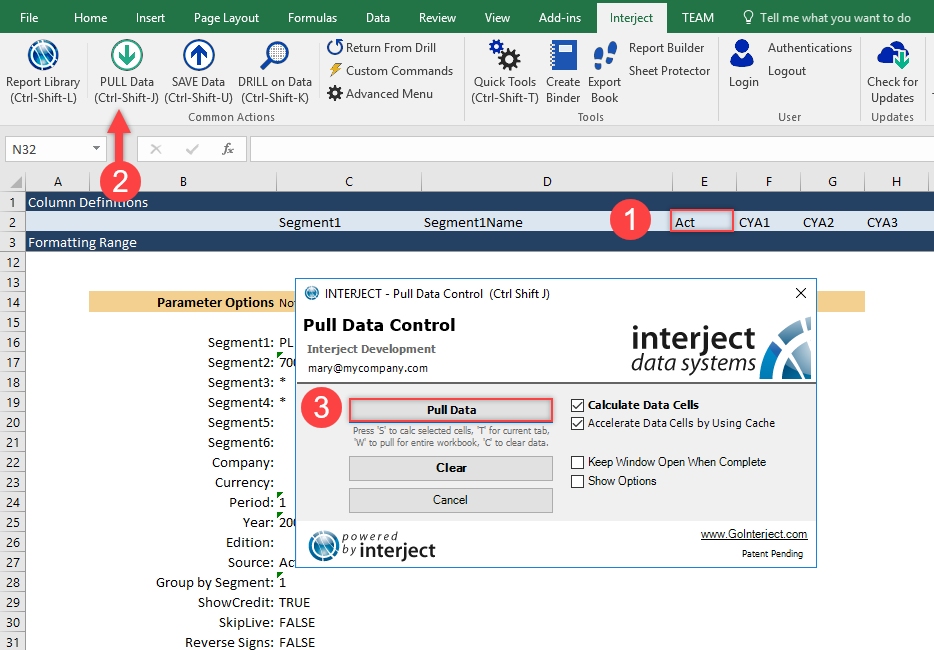 File Home Insert Page Layout Formulas Data Review View Add-ins Interject TEAM Tell me what you want to do
Report Library (Ctrl-Shift-L)
PULL Data (Ctrl-Shift-J)
SAVE Data (Ctrl-Shift-U)
DRILL on Data (Ctrl-Shift-K)
Return From Drill
Custom Commands
Advanced Menu
Common Actions
Quick Tools (Ctrl-Shift-T)
Create Binder
Export Book
Report Builder
Sheet Protector
Tools
Login
Authentications
Logout
User
Check for Updates
Updates
N32 fx
2
A B C D E F G H
1 Column Definitions
2 Segment1 Segment1Name 1 Act CYA1 CYA2 CYA3
3 Formatting Range
12
13
14 Parameter Options No
15
16 Segment1: PL
17 Segment2: 700
18 Segment3: *
19 Segment4: *
20 Segment5:
21 Segment6:
22 Company:
23 Currency:
24 Period: 1
25 Year: 200
26 Edition:
27 Source: Ac
28 Group by Segment: 1
29 ShowCredit: TRUE
30 SkipLive: FALSE
31 Reverse Signs: FALSE
INTERJECT - Pull Data Control (Ctrl Shift J)
Pull Data Control
Interject Development
mary@mycompany.com
interject
data systems
3
Pull Data
Press 'S' to calc selected cells, 'T' for current tab,
'W' to pull for entire workbook, 'C' to clear data.
Clear
Cancel
Calculate Data Cells
Accelerate Data Cells by Using Cache
Keep Window Open When Complete
Show Options
powered
by interject
www.GoInterject.com
Patent Pending